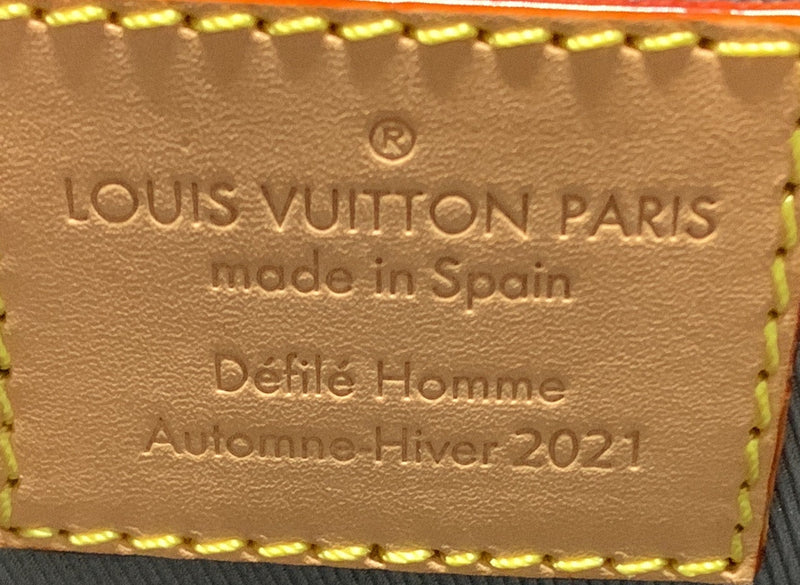 ®
LOUIS VUITTON PARIS
made in Spain
Défilé Homme
Automne-Hiver 2021